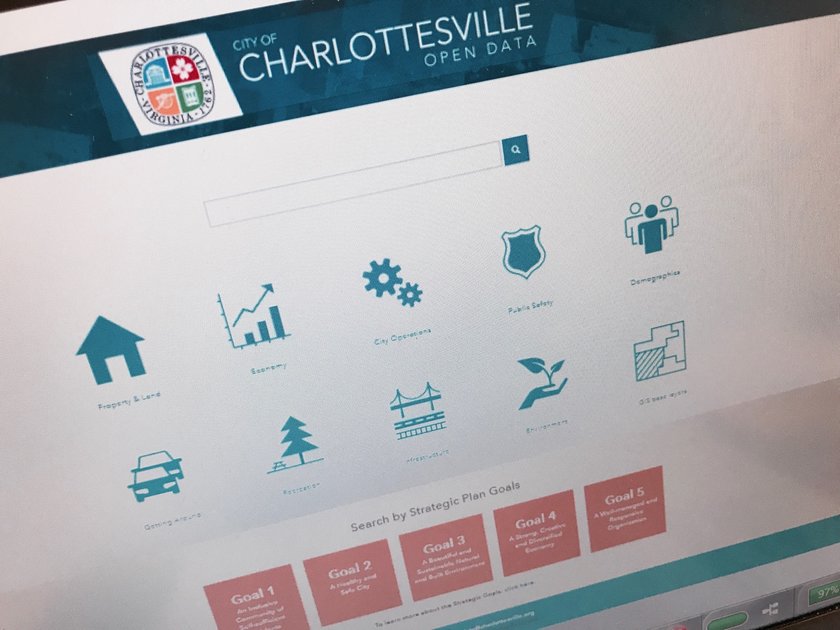 CHARLOTTESVILLE
VIRGINIA - 1762
CITY OF
CHARLOTTESVILLE
OPEN DATA
Property & Land
Economy
City Operations
Public Safety
Demographics
Getting Around
Recreation
Infrastructure
Environment
GIS base layers
Search by Strategic Plan Goals
Goal 1
An Inclusive
Community of
Self-sufficient
Goal 2
A Healthy and
Safe City
Goal 3
A Beautiful and
Sustainable Natural
and Built Environment
Goal 4
A Strong, Creative
and Diversified
Economy
Goal 5
A Well-managed and
Responsive
Organization
To learn more about the Strategic Goals, click here.
97%